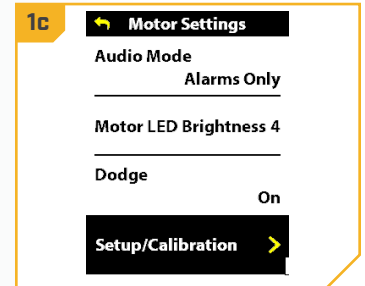 1c
Motor Settings
Audio Mode
Alarms Only
Motor LED Brightness 4
Dodge
On
Setup/Calibration